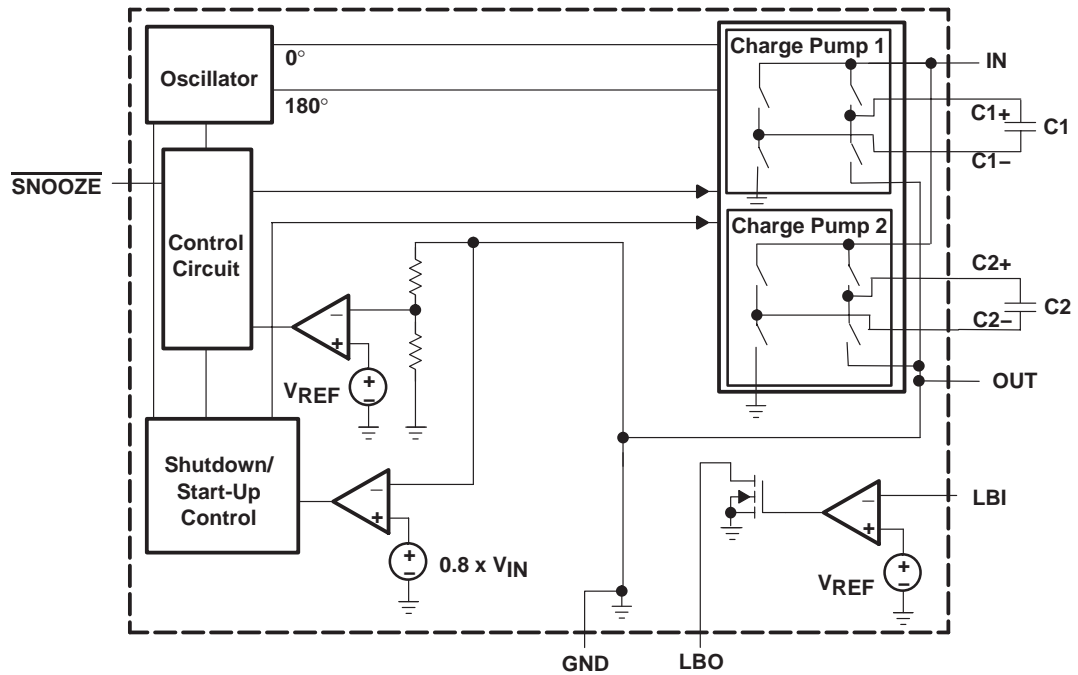 Oscillator
0°
180°
Charge Pump 1
IN
C1+
C1
C1–
SNOOZE
Control
Circuit
Charge Pump 2
C2+
C2
C2–
–
+
+
–
VREF
OUT
Shutdown/
Start-Up
Control
–
+
+
–
0.8 x VIN
–
+
LBI
+
–
VREF
GND
LBO